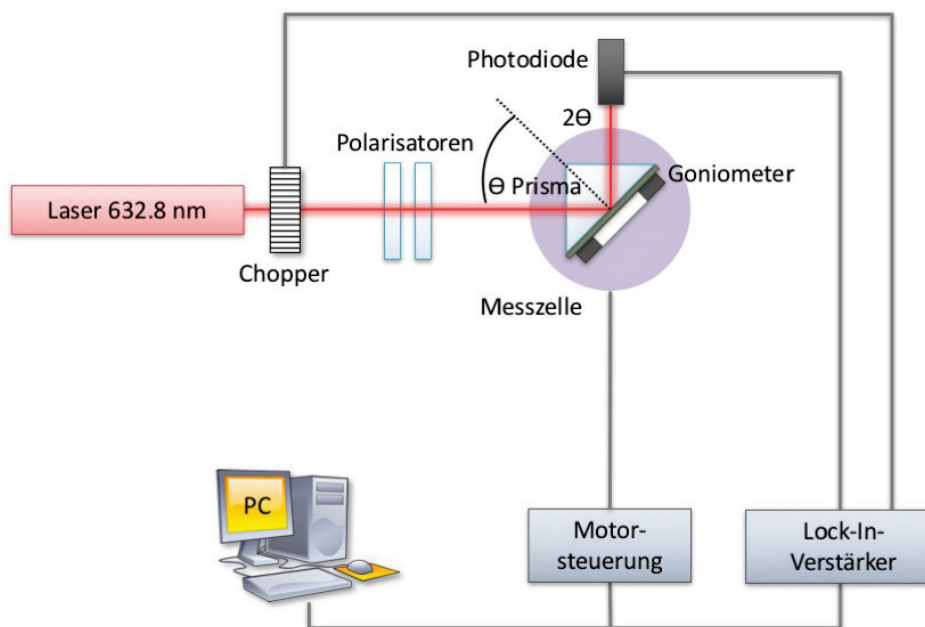 Photodiode
2Θ
Polarisatoren
Θ Prisma
Goniometer
Laser 632.8 nm
Chopper
Messzelle
PC
Motor-
steuerung
Lock-In-
Verstärker